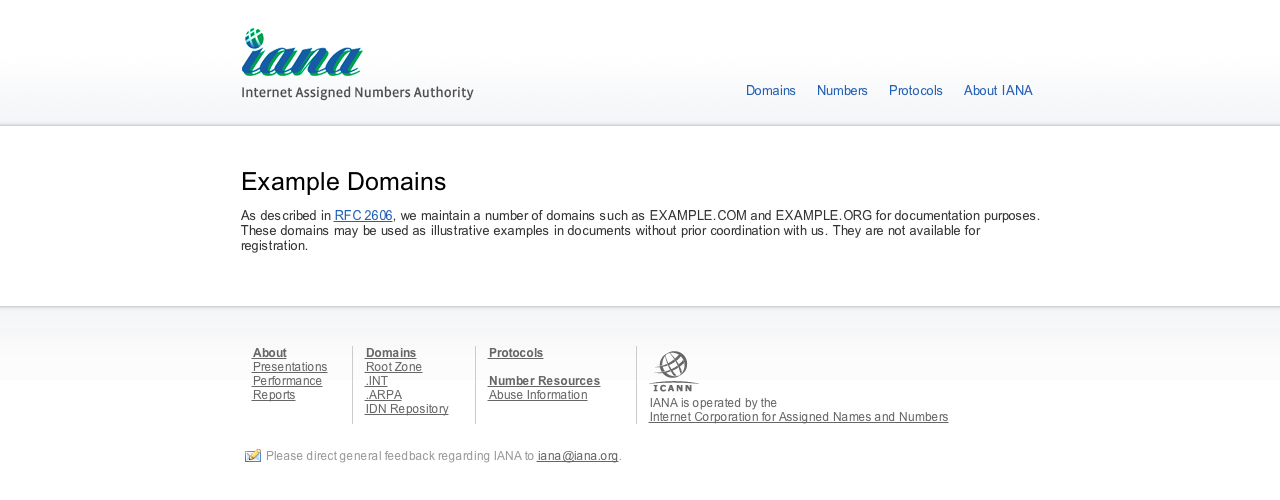 iana
Internet Assigned Numbers Authority
Domains Numbers Protocols About IANA
Example Domains
As described in RFC 2606, we maintain a number of domains such as EXAMPLE.COM and EXAMPLE.ORG for documentation purposes.
These domains may be used as illustrative examples in documents without prior coordination with us. They are not available for
registration.
About
Presentations
Performance
Reports
Domains
Root Zone
.INT
.ARPA
IDN Repository
Protocols
Number Resources
Abuse Information
ICANN
IANA is operated by the
Internet Corporation for Assigned Names and Numbers
Please direct general feedback regarding IANA to iana@iana.org.